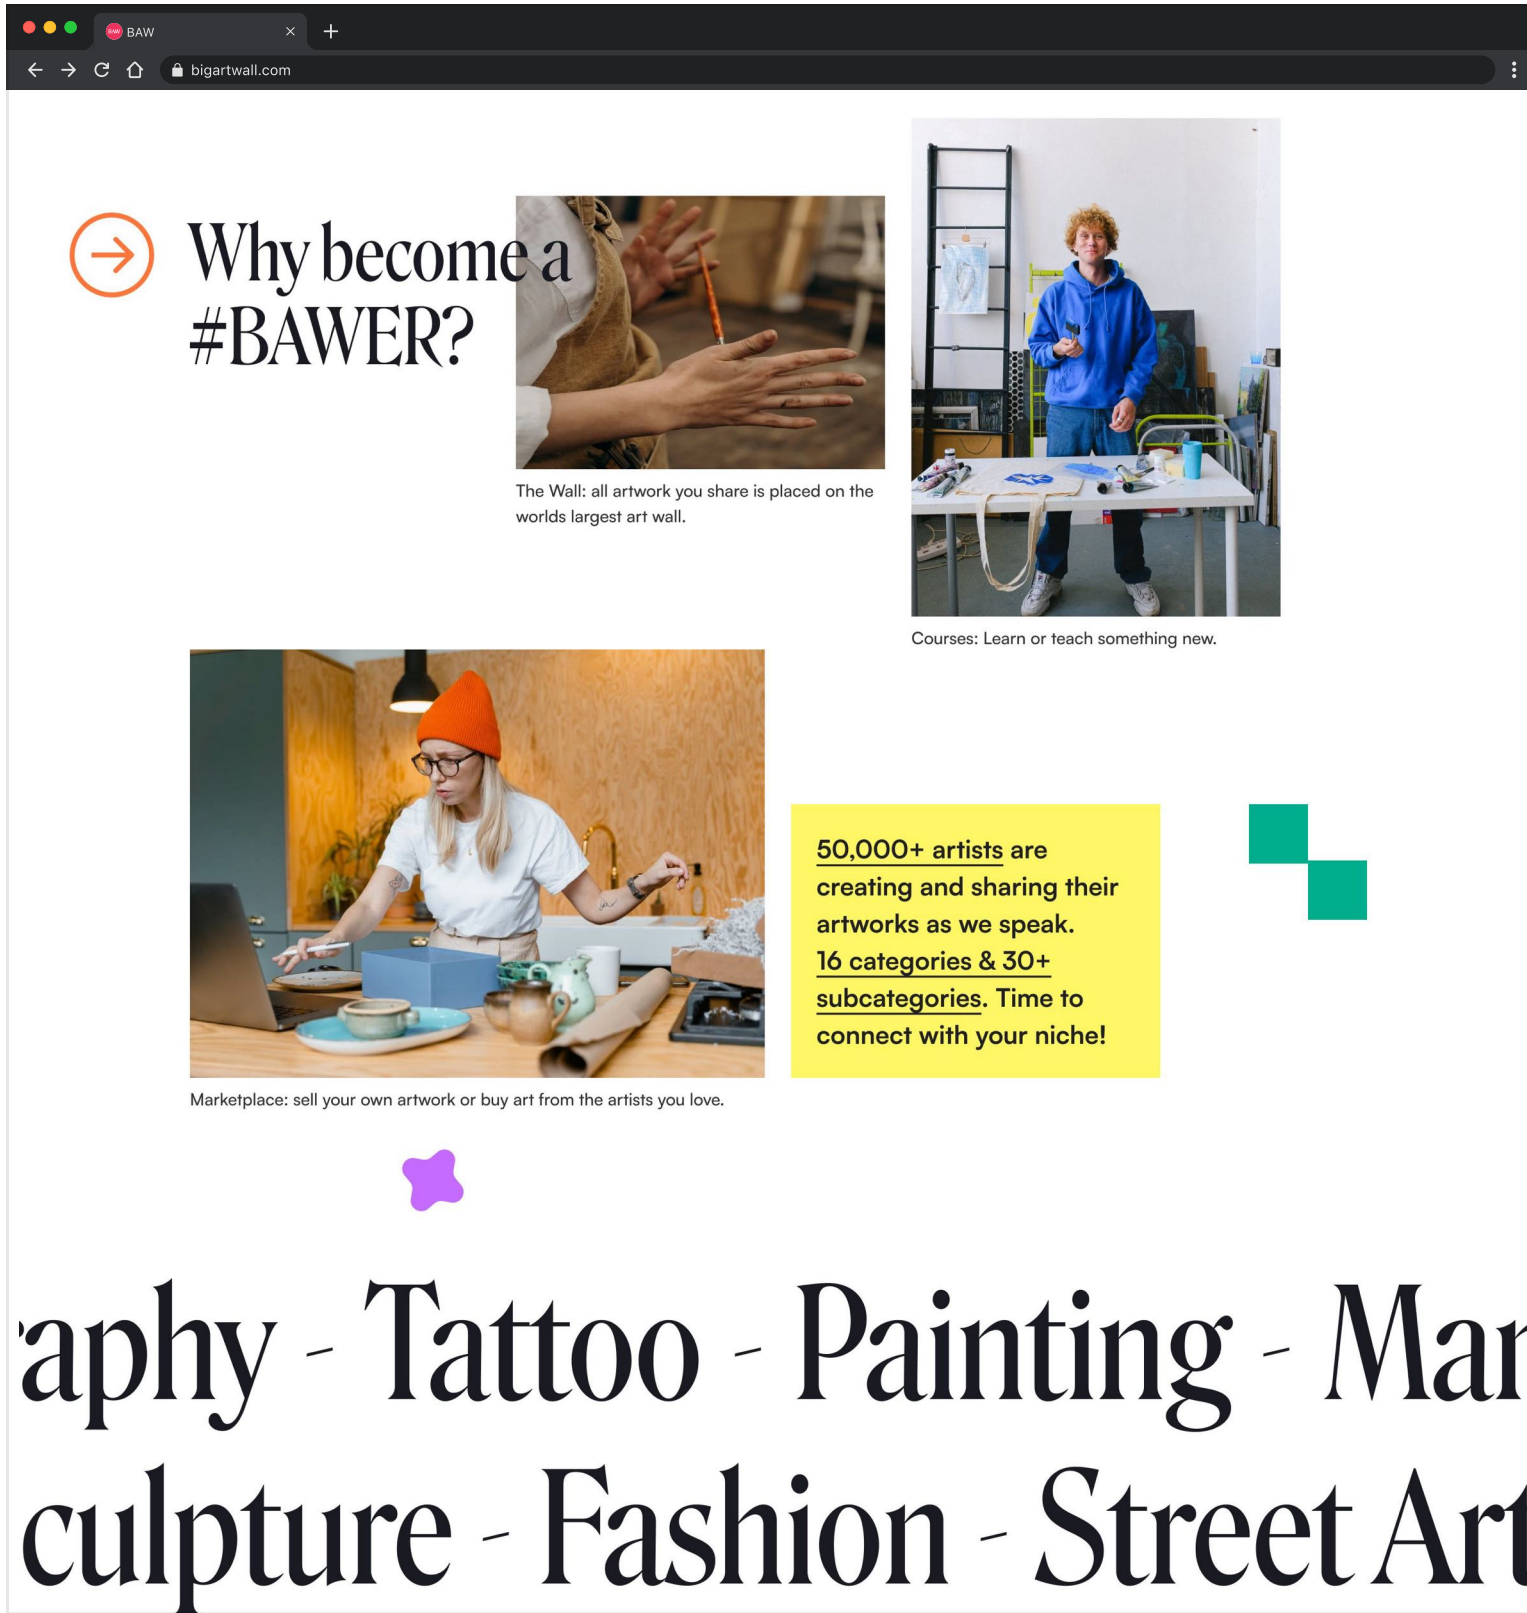 BAW
bigartwall.com
Why become a
#BAWER?
The Wall: all artwork you share is placed on the
worlds largest art wall.
Courses: Learn or teach something new.
50,000+ artists are
creating and sharing their
artworks as we speak.
16 categories & 30+
subcategories. Time to
connect with your niche!
Marketplace: sell your own artwork or buy art from the artists you love.
raphy - Tattoo - Painting - Mar
culpture - Fashion - Street Art